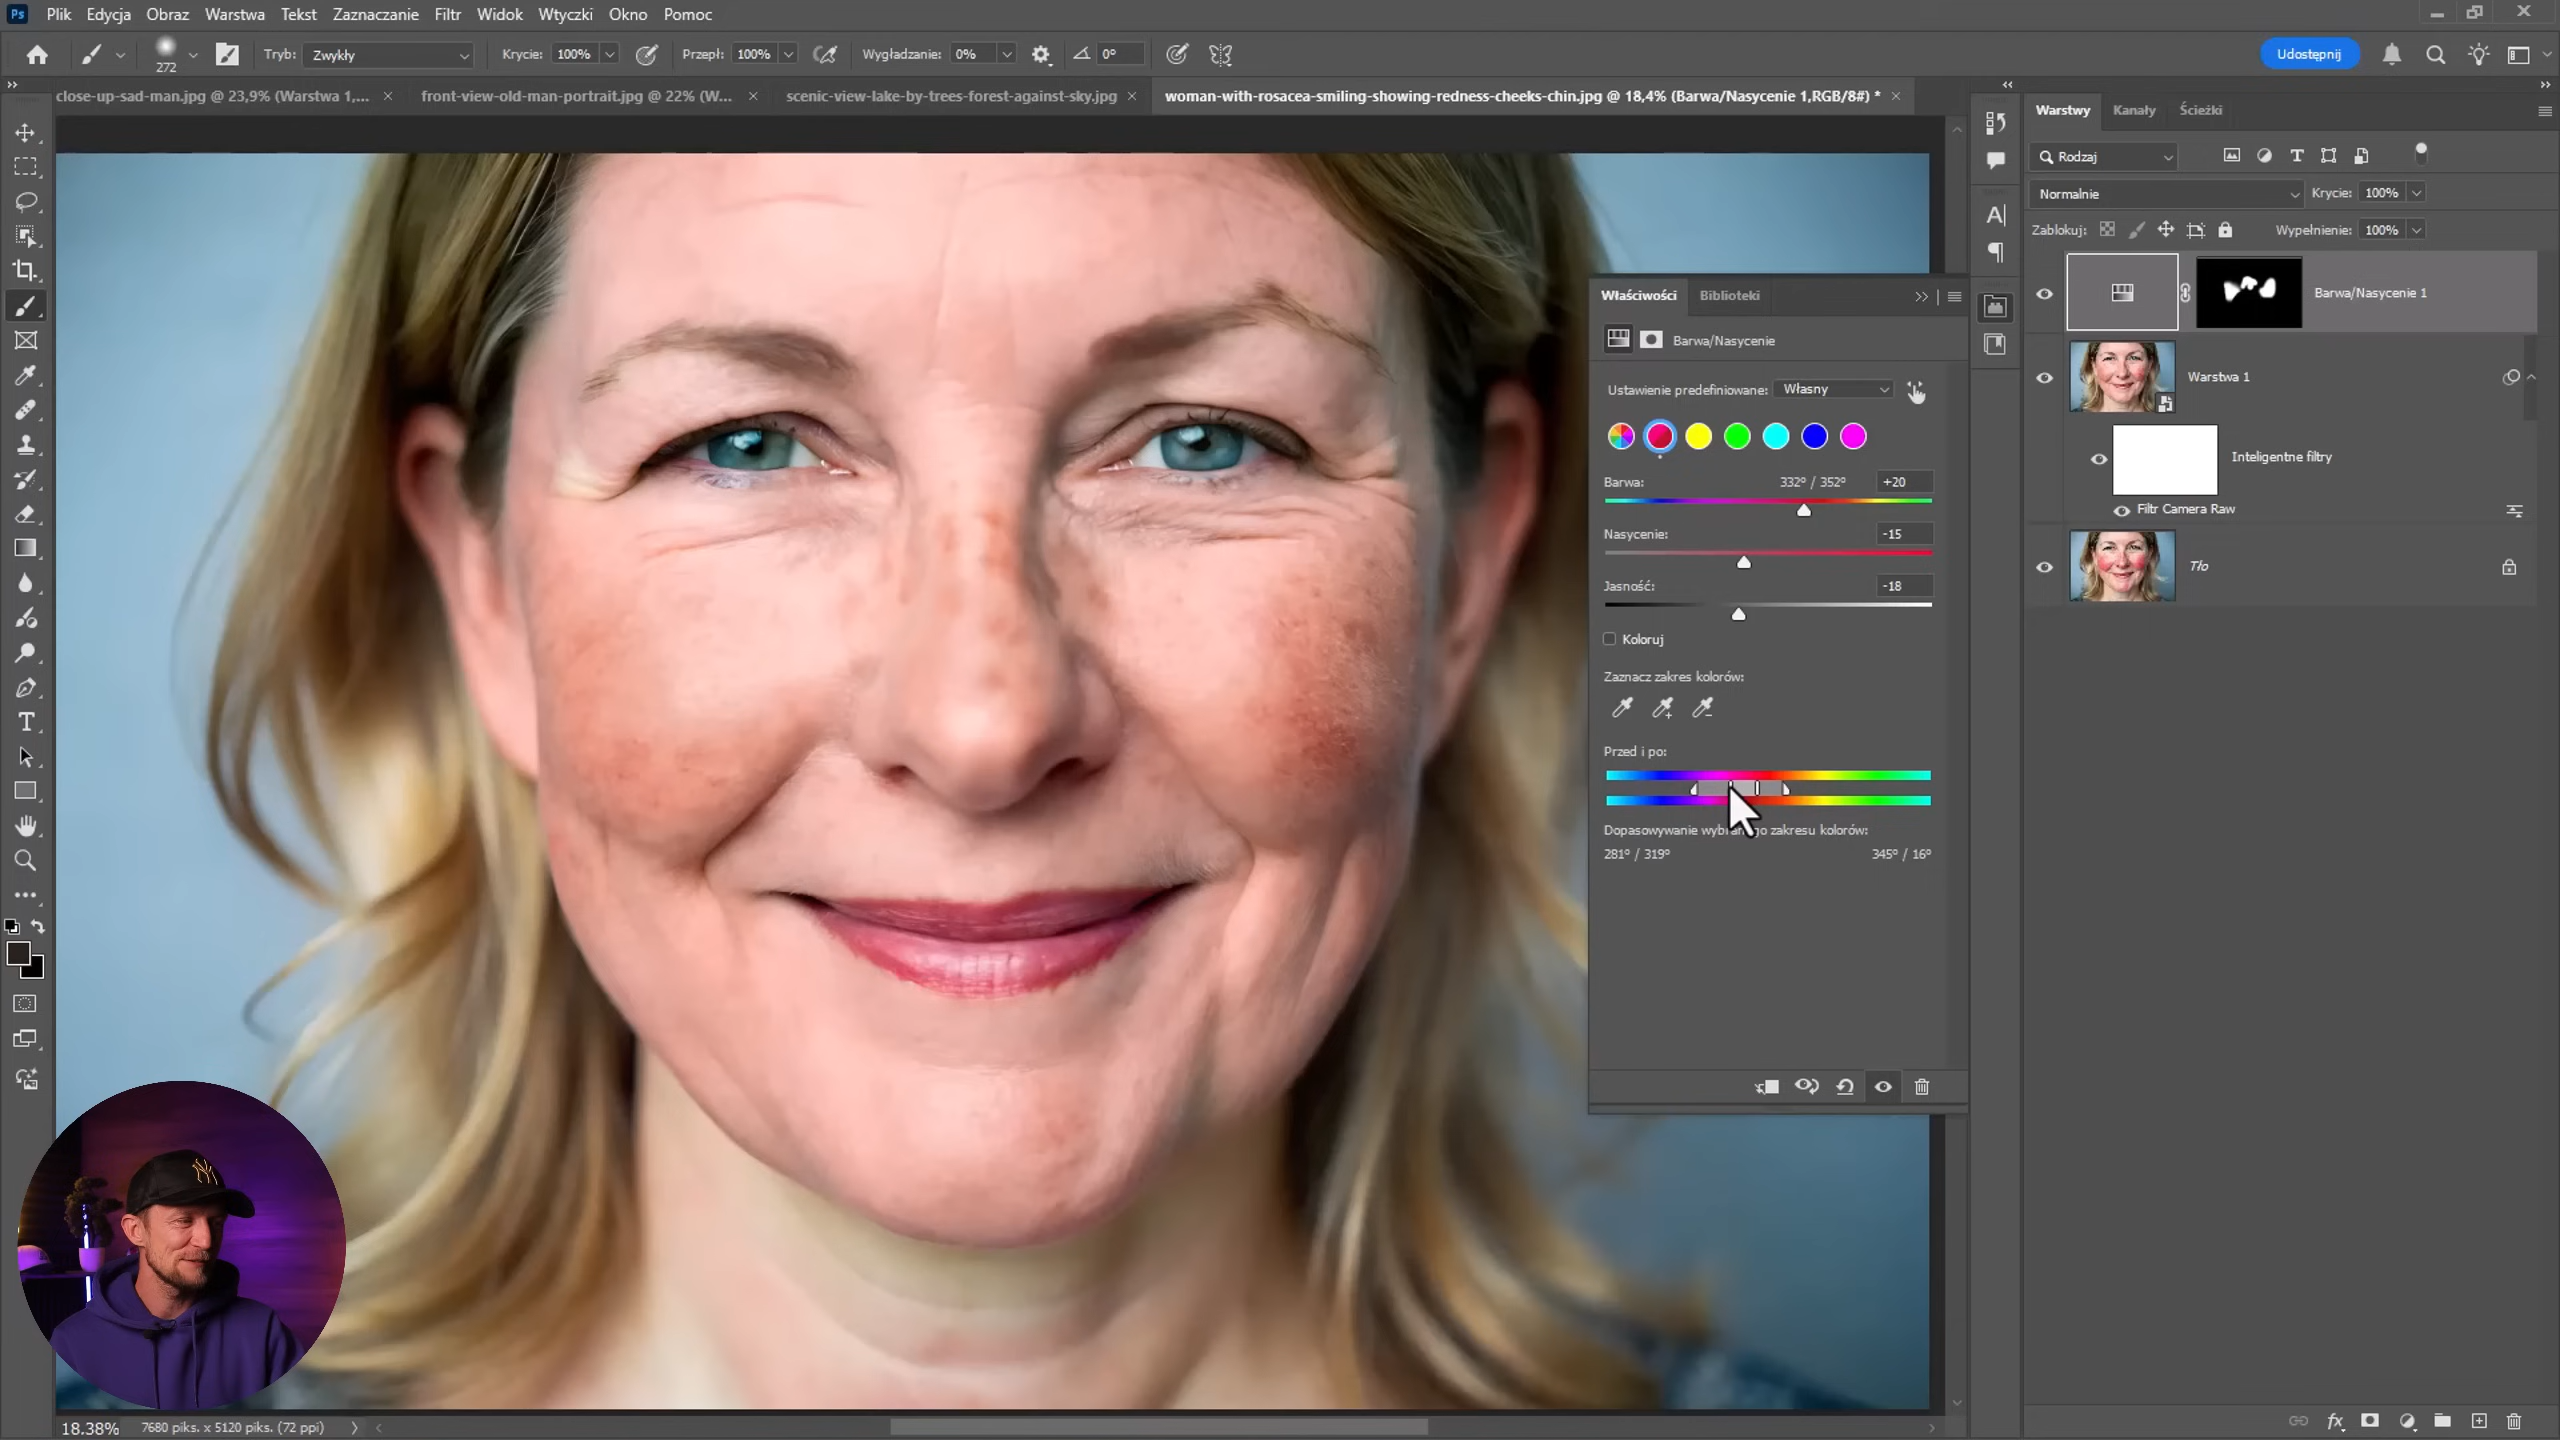 Ps Plik Edycja Obraz Warstwa Tekst Zaznaczanie Filtr Widok Wtyczki Okno Pomoc
272 Tryb: Zwykły Krycie: 100% Przepł: 100% Wygładzanie: 0% 0° Udostępnij
close-up-sad-man.jpg @ 23,9% (Warstwa 1,... front-view-old-man-portrait.jpg @ 22% (W... scenic-view-lake-by-trees-forest-against-sky.jpg woman-with-rosacea-smiling-showing-redness-cheeks-chin.jpg @ 18,4% (Barwa/Nasycenie 1,RGB/8#) *
Warstwy Kanały Ścieżki
Rodzaj
Normalnie Krycie: 100%
Zablokuj: Wypełnienie: 100%
Barwa/Nasycenie 1
Warstwa 1
Inteligentne filtry
Filtr Camera Raw
Tło
Właściwości Biblioteki
Barwa/Nasycenie
Ustawienie predefiniowane: Własny
Barwa: 332° / 352° +20
Nasycenie: -15
Jasność: -18
Koloruj
Zaznacz zakres kolorów:
Przed i po:
Dopasowywanie kolorów:
281° / 319° 345° / 16°
18.38% 7680 piks. x 5120 piks. (72 ppi)